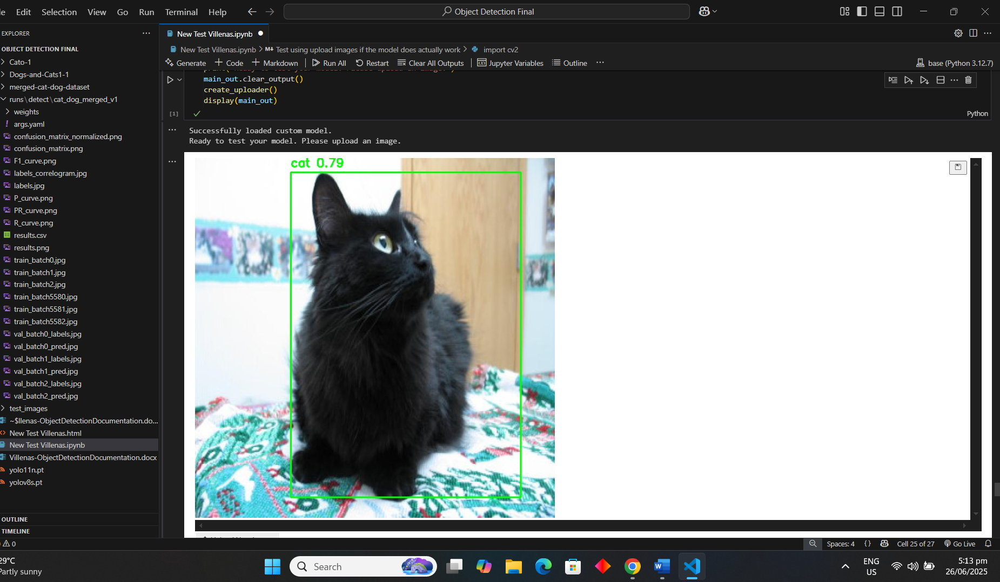 Edit Selection View Go Run Terminal Help
Object Detection Final
EXPLORER
OBJECT DETECTION FINAL
Cato-1
Dogs-and-Cats1-1
merged-cat-dog-dataset
runs\detect\cat_dog_merged_v1
weights
args.yaml
confusion_matrix_normalized.png
confusion_matrix.png
F1_curve.png
labels_correlogram.jpg
labels.jpg
P_curve.png
PR_curve.png
R_curve.png
results.csv
results.png
train_batch0.jpg
train_batch1.jpg
train_batch2.jpg
train_batch5580.jpg
train_batch5581.jpg
train_batch5582.jpg
val_batch0_labels.jpg
val_batch0_pred.jpg
val_batch1_labels.jpg
val_batch1_pred.jpg
val_batch2_labels.jpg
val_batch2_pred.jpg
test_images
~$llenas-ObjectDetectionDocumentation.do...
New Test Villenas.html
New Test Villenas.ipynb
Villenas-ObjectDetectionDocumentation.docx
yolo11n.pt
yolov8s.pt
OUTLINE
TIMELINE
New Test Villenas.ipynb
New Test Villenas.ipynb > M↓ Test using upload images if the model does actually work > import cv2
Generate + Code + Markdown | Run All Restart Clear All Outputs | Jupyter Variables Outline ...
base (Python 3.12.7)
main_out.clear_output()
create_uploader()
display(main_out)
[1]
Python
Successfully loaded custom model.
Ready to test your model. Please upload an image.
cat 0.79
0
Spaces: 4 {} Cell 25 of 27 Go Live
29°C
Partly sunny
Search
ENG
US
5:13 pm
26/06/2025